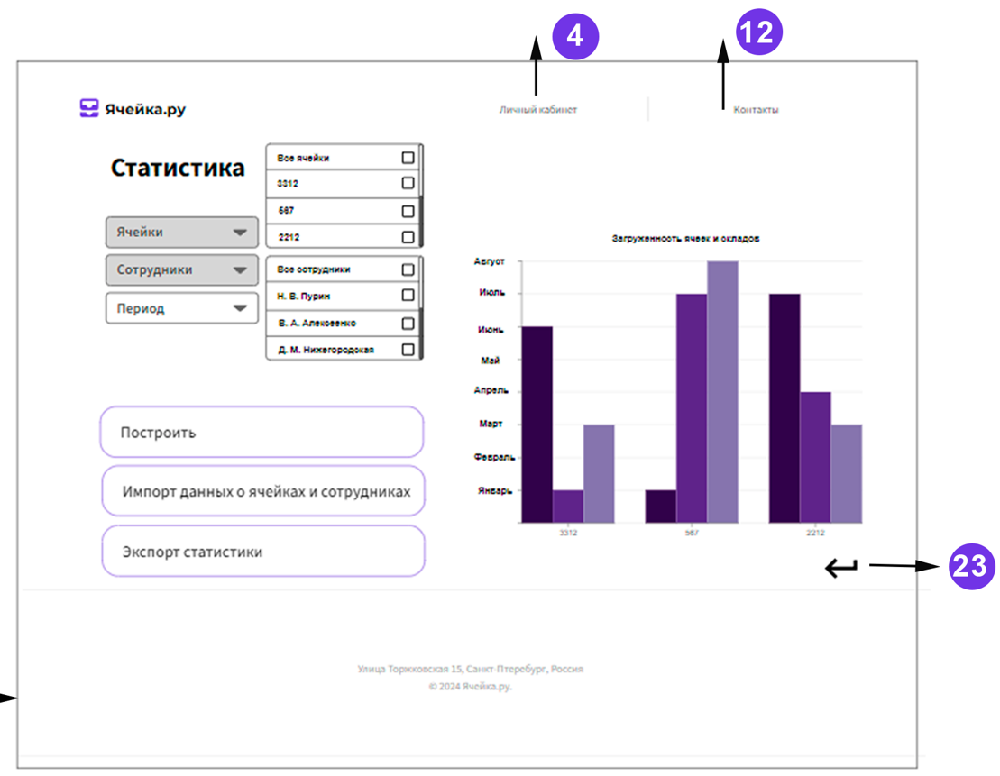 4
12
Ячейка.ру
Личный кабинет
Контакты
Статистика
Все ячейки
3312
567
2212
Ячейки
Сотрудники
Период
Все сотрудники
Н. В. Пурин
В. А. Алексеенко
Д. М. Нижегородская
Построить
Импорт данных о ячейках и сотрудниках
Экспорт статистики
Загруженность ячеек и складов
Август
Июль
Июнь
Май
Апрель
Март
Февраль
Январь
3312
567
2212
23
Улица Торжковская 15, Санкт-Птеребург, Россия
© 2024 Ячейка.ру.